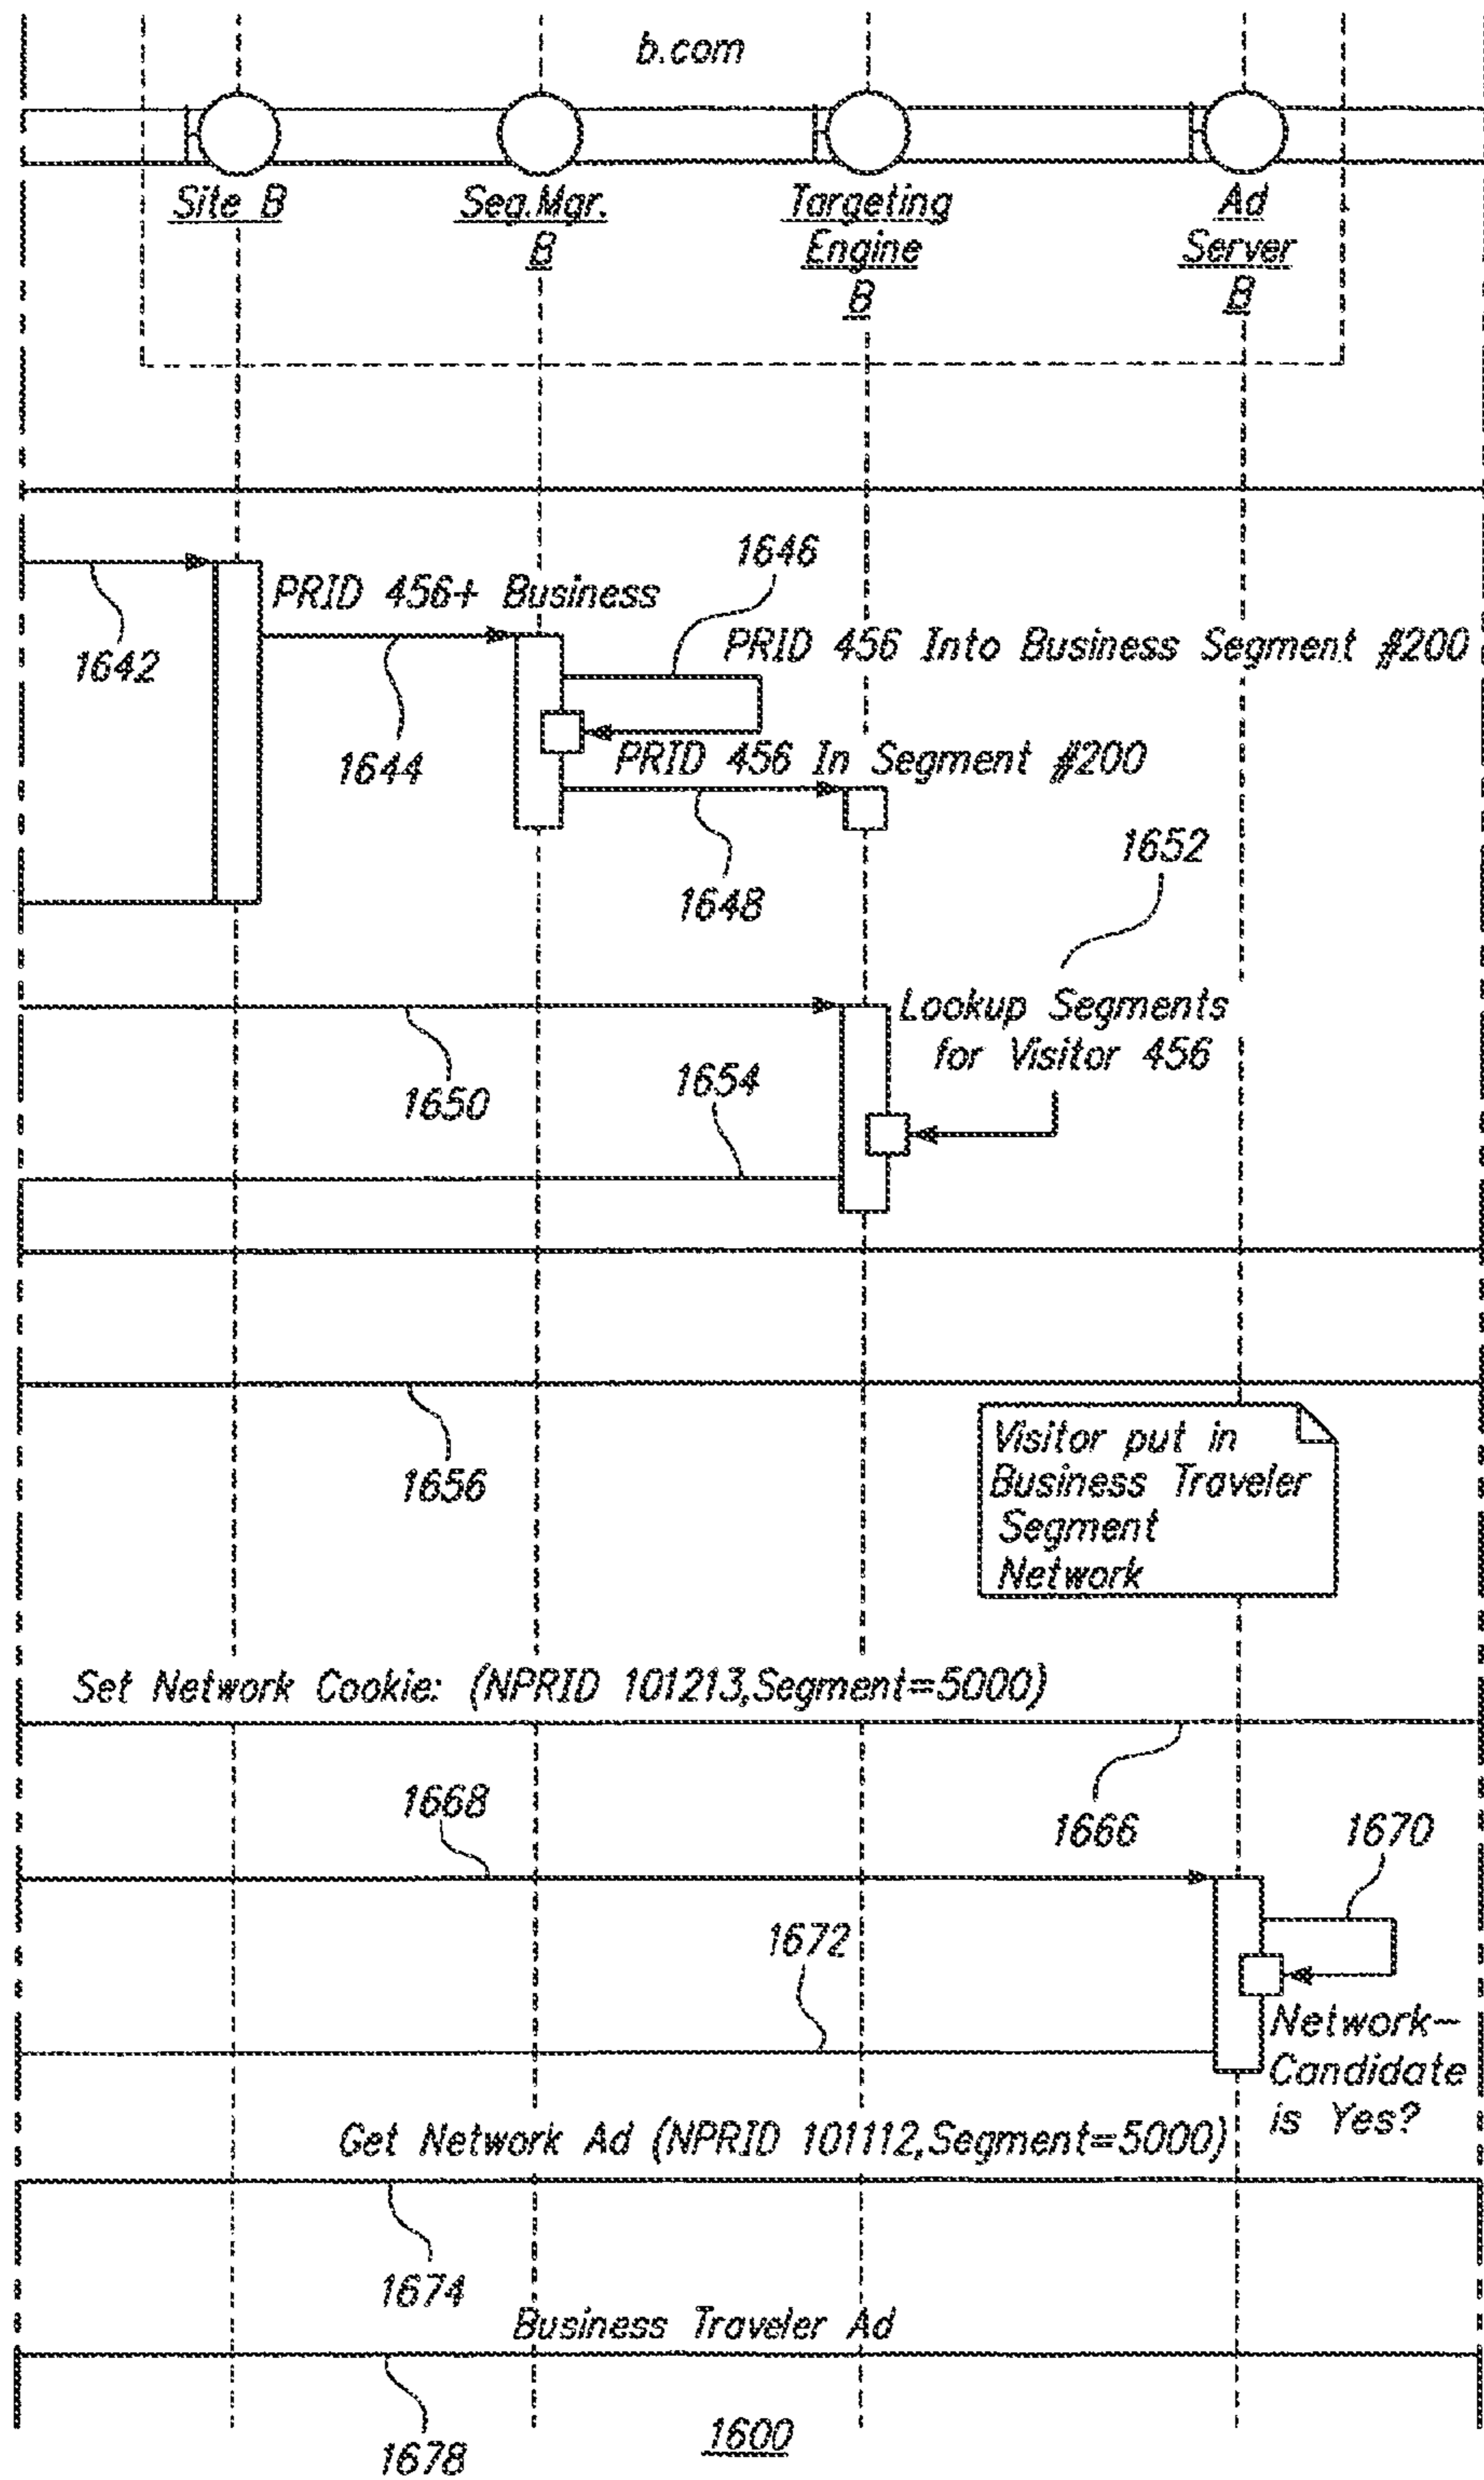 b.com
Site B
Seg.Mgr.
B
Targeting
Engine
B
Ad
Server
B
1646
PRID 456+ Business
1642
PRID 456 Into Business Segment #200
1644
PRID 456 In Segment #200
1648
1652
Lookup Segments
for Visitor 456
1650
1654
1656
Visitor put in
Business Traveler
Segment
Network
Set Network Cookie: (NPRID 101213,Segment=5000)
1668
1666
1670
1672
Network-
Candidate
is Yes?
Get Network Ad (NPRID 101112,Segment=5000)
1674
Business Traveler Ad
1678
1600